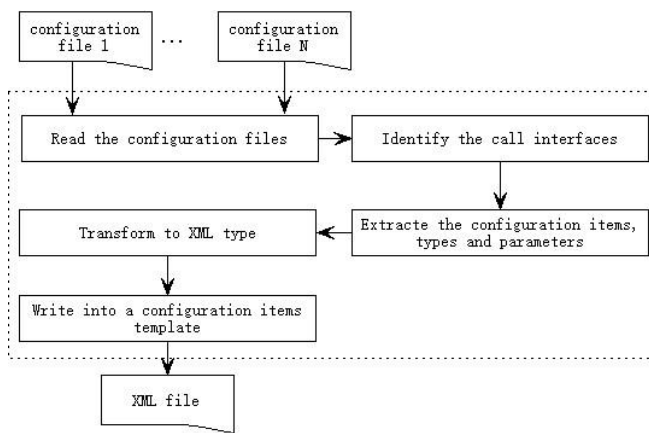 configuration
file 1
...
configuration
file N
Read the configuration files
Identify the call interfaces
Extracte the configuration items,
types and parameters
Transform to XML type
Write into a configuration items
template
XML file